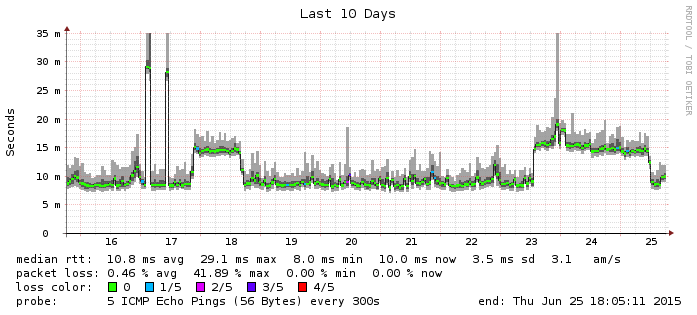 Last 10 Days
RRDTOOL / TOBI OETIKER
Seconds
35 m
30 m
25 m
20 m
15 m
10 m
5 m
0
16 17 18 19 20 21 22 23 24 25
median rtt: 10.8 ms avg 29.1 ms max 8.0 ms min 10.0 ms now 3.5 ms sd 3.1 am/s
packet loss: 0.46 % avg 41.89 % max 0.00 % min 0.00 % now
loss color: 0 1/5 2/5 3/5 4/5
probe: 5 ICMP Echo Pings (56 Bytes) every 300s end: Thu Jun 25 18:05:11 2015